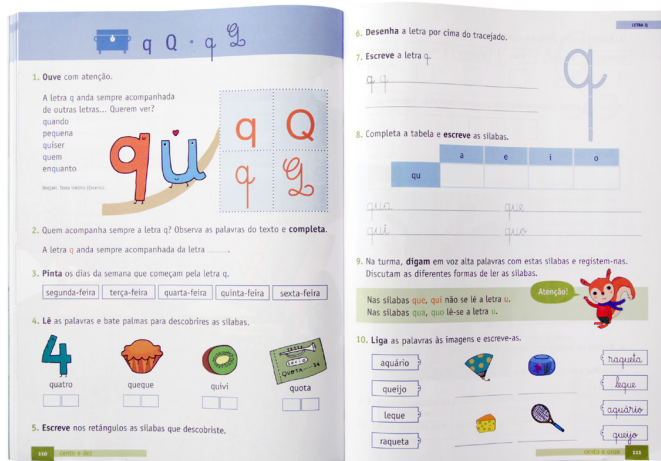 q Q · q Q
1. Ouve com atenção.
A letra q anda sempre acompanhada
de outras letras... Querem ver?
quando
pequena
quiser
quem
enquanto
qu
q Q
q Q
2. Quem acompanha sempre a letra q? Observa as palavras do texto e completa.
A letra q anda sempre acompanhada da letra ........
3. Pinta os dias da semana que começam pela letra q.
segunda-feira terça-feira quarta-feira quinta-feira sexta-feira
4. Lê as palavras e bate palmas para descobrires as sílabas.
4
QUOTA
quatro queque quivi quota
5. Escreve nos retângulos as sílabas que descobriste.
110 cento e dez
LETRA Q
6. Desenha a letra por cima do tracejado.
7. Escreve a letra q.
q q
q
8. Completa a tabela e escreve as sílabas.
a e i o
qu
qua que
qui quo
9. Na turma, digam em voz alta palavras com estas sílabas e registem-nas.
Discutam as diferentes formas de ler as sílabas.
Atenção!
Nas sílabas que, qui não se lê a letra u.
Nas sílabas qua, quo lê-se a letra u.
10. Liga as palavras às imagens e escreve-as.
aquário raqueta
queijo leque
leque aquário
raqueta queijo
cento e onze 111